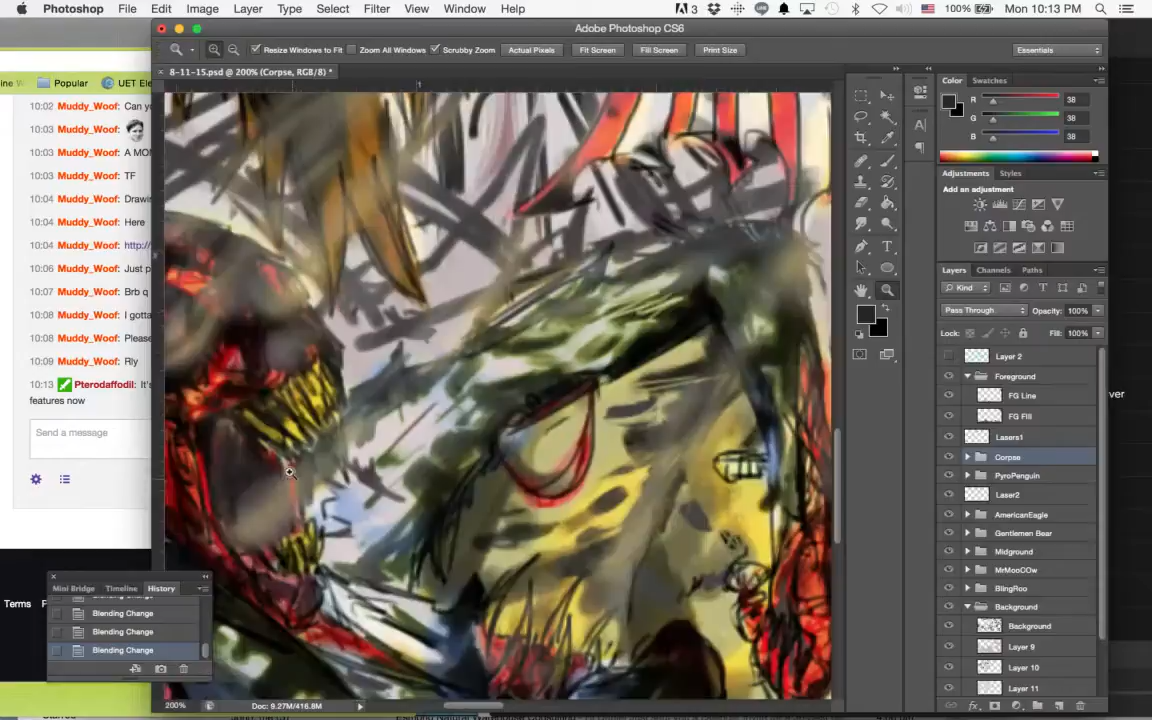 Photoshop File Edit Image Layer Type Select Filter View Window Help
3 100% Mon 10:13 PM
Adobe Photoshop CS6
Resize Windows to Fit Zoom All Windows Scrubby Zoom Actual Pixels Fit Screen Fill Screen Print Size Essentials
8-11-15.psd @ 200% (Corpse, RGB/8) *
Popular UET Ele
10:02 Muddy_Woof: Can yo
10:03 Muddy_Woof:
10:03 Muddy_Woof: A MON
10:03 Muddy_Woof: TF
10:04 Muddy_Woof: Drawin
10:04 Muddy_Woof: Here
10:04 Muddy_Woof: http://
10:06 Muddy_Woof: Just p
10:08 Muddy_Woof: Brb q
10:08 Muddy_Woof: I gotta
10:08 Muddy_Woof: Please
10:09 Muddy_Woof: Rly
10:13 Pterodaffodil: It's
features now
Send a message
Terms
Mini Bridge Timeline History
Blending Change
Blending Change
Blending Change
200% Doc: 9.27M/416.8M
Color Swatches
R 38
G 38
B 38
Adjustments Styles
Add an adjustment
Layers Channels Paths
Kind
Pass Through Opacity: 100%
Lock: Fill: 100%
Layer 2
Foreground
FG Line
FG Fill
Lasers1
Corpse
PyroPenguin
Laser2
AmericanEagle
Gentlemen Bear
Midground
MrMooCOw
BlingRoo
Background
Background
Layer 9
Layer 10
Layer 11
ver